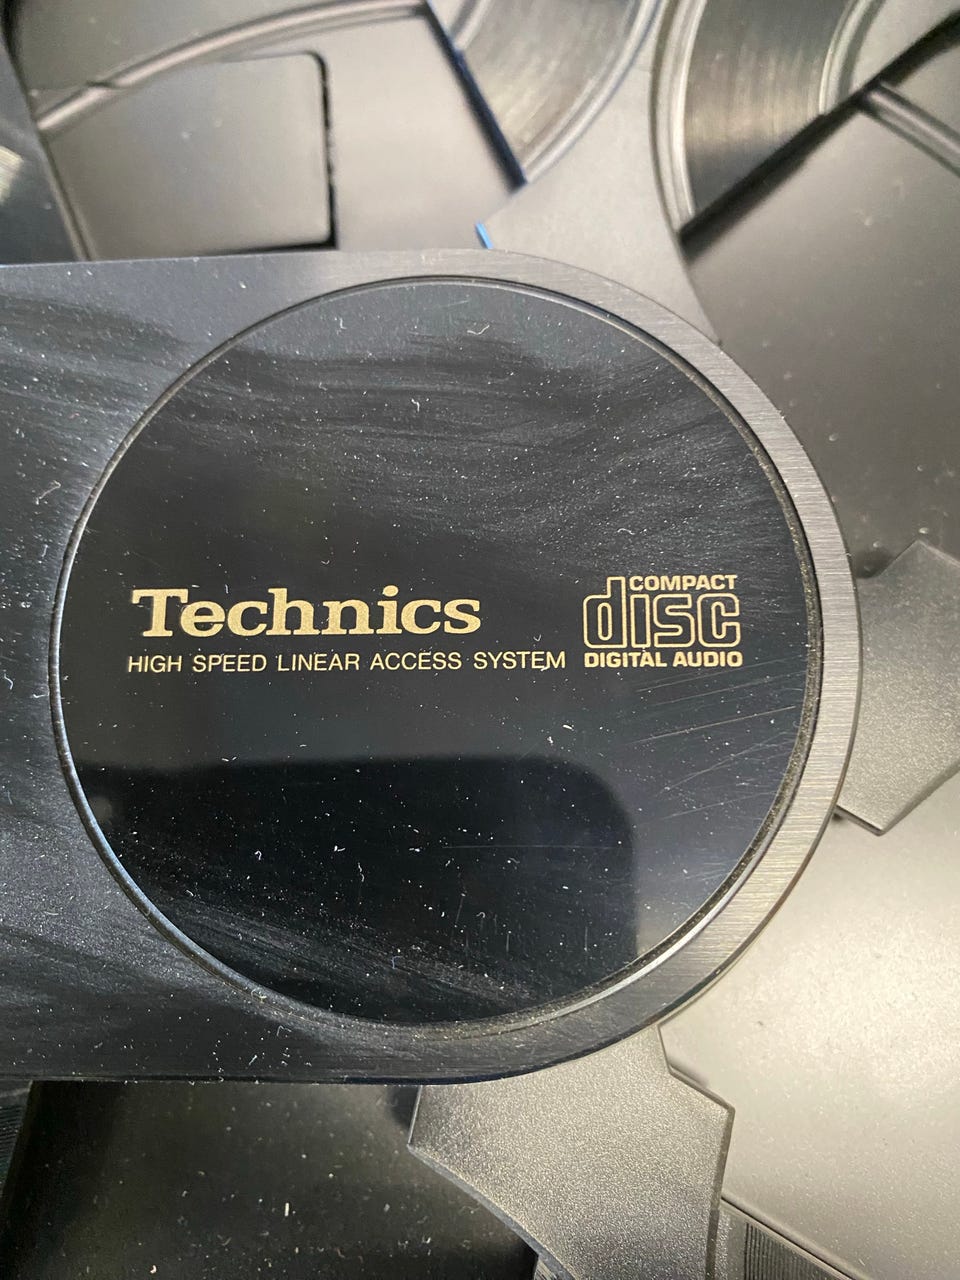 Technics
HIGH SPEED LINEAR ACCESS SYSTEM
COMPACT
disc
DIGITAL AUDIO